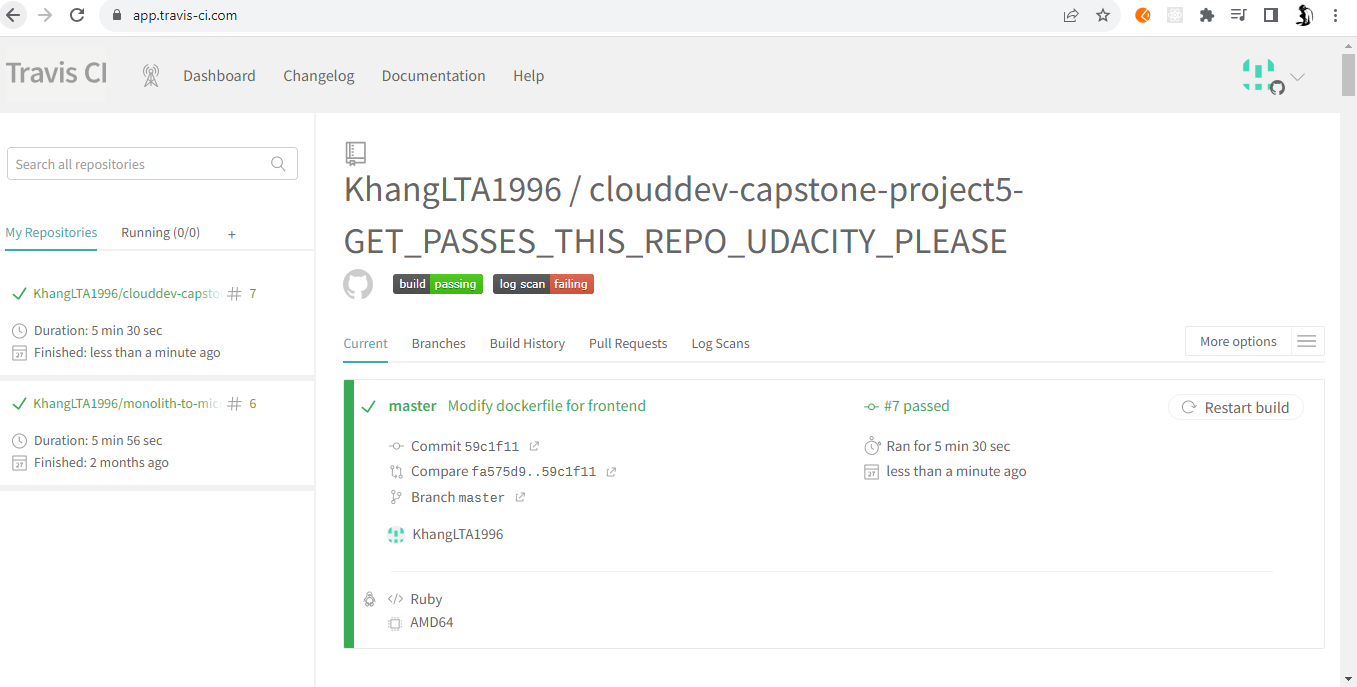 app.travis-ci.com
Travis CI
Dashboard Changelog Documentation Help
Search all repositories
My Repositories Running (0/0) +
KhangLTA1996/clouddev-capsto # 7
Duration: 5 min 30 sec
Finished: less than a minute ago
KhangLTA1996/monolith-to-mic # 6
Duration: 5 min 56 sec
Finished: 2 months ago
KhangLTA1996 / clouddev-capstone-project5-
GET_PASSES_THIS_REPO_UDACITY_PLEASE
build passing log scan failing
Current Branches Build History Pull Requests Log Scans
More options
master Modify dockerfile for frontend
#7 passed
Restart build
Commit 59c1f11
Ran for 5 min 30 sec
Compare fa575d9..59c1f11
less than a minute ago
Branch master
KhangLTA1996
Ruby
AMD64